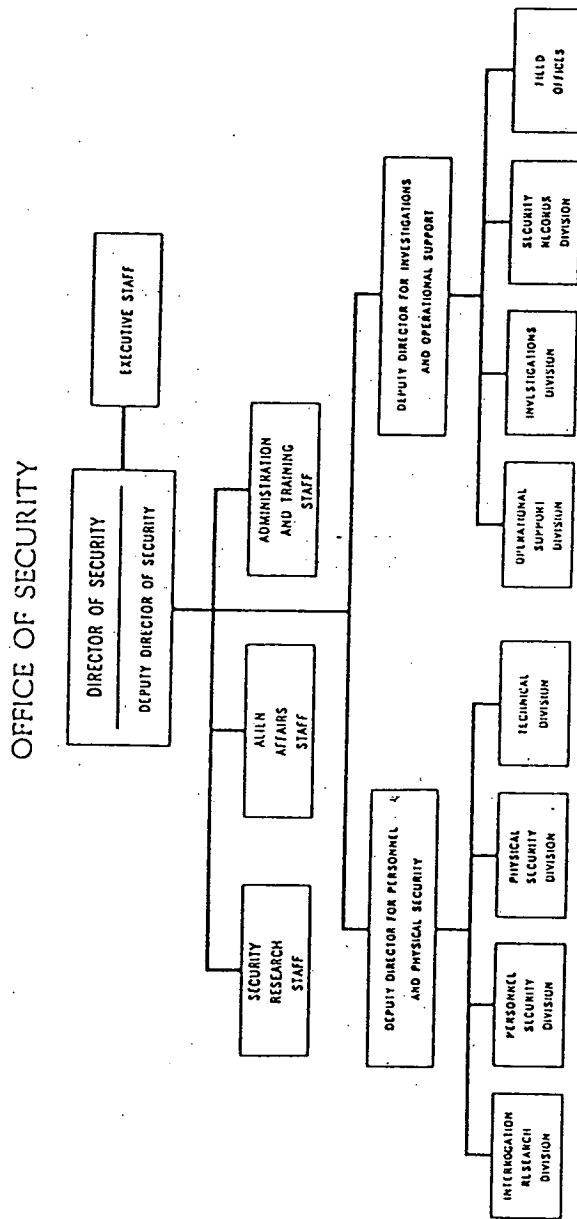 OFFICE OF SECURITY
DIRECTOR OF SECURITY
DEPUTY DIRECTOR OF SECURITY
EXECUTIVE STAFF
SECURITY
RESEARCH
STAFF
ALIEN
AFFAIRS
STAFF
ADMINISTRATION
AND TRAINING
STAFF
DEPUTY DIRECTOR FOR PERSONNEL
AND PHYSICAL SECURITY
DEPUTY DIRECTOR FOR INVESTIGATIONS
AND OPERATIONAL SUPPORT
INTERROGATION
RESEARCH
DIVISION
PERSONNEL
SECURITY
DIVISION
PHYSICAL
SECURITY
DIVISION
TECHNICAL
DIVISION
OPERATIONAL
SUPPORT
DIVISION
INVESTIGATIONS
DIVISION
SECURITY
RECORDS
DIVISION
FIELD
OFFICES